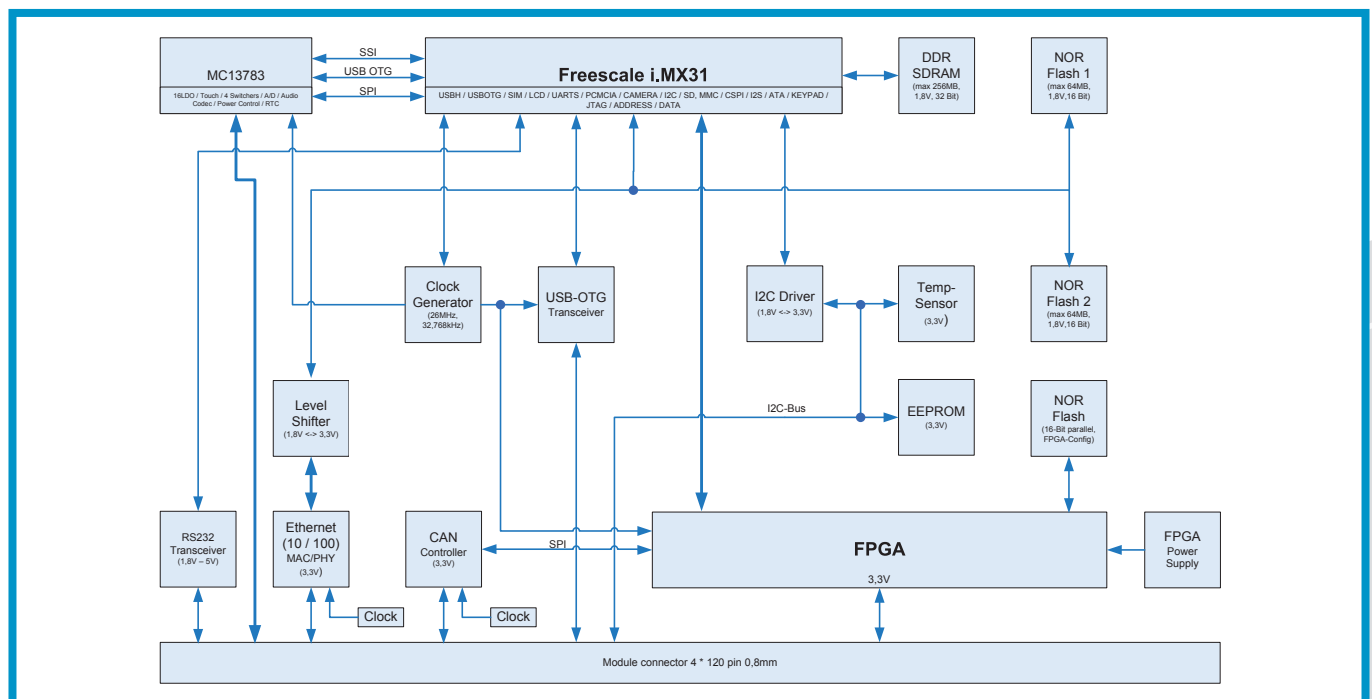 SSI
MC13783
USB OTG
SPI
16LDO / Touch / 4 Switchers / A/D / Audio
Codec / Power Control / RTC
Freescale i.MX31
USBH / USBOTG / SIM / LCD / UARTS / PCMCIA / CAMERA / I2C / SD, MMC / CSPI / I2S / ATA / KEYPAD /
JTAG / ADDRESS / DATA
DDR
SDRAM
(max 256MB,
1,8V, 32 Bit)
NOR
Flash 1
(max 64MB,
1,8V,16 Bit)
Clock
Generator
(26MHz,
32,768kHz)
USB-OTG
Transceiver
I2C Driver
(1,8V <-> 3,3V)
Temp-
Sensor
(3,3V)
NOR
Flash 2
(max 64MB,
1,8V,16 Bit)
Level
Shifter
(1,8V <-> 3,3V)
I2C-Bus
EEPROM
(3,3V)
NOR
Flash
(16-Bit parallel,
FPGA-Config)
RS232
Transceiver
(1,8V – 5V)
Ethernet
(10 / 100)
MAC/PHY
(3,3V)
CAN
Controller
(3,3V)
SPI
FPGA
3,3V
FPGA
Power
Supply
Clock
Clock
Module connector 4 * 120 pin 0,8mm